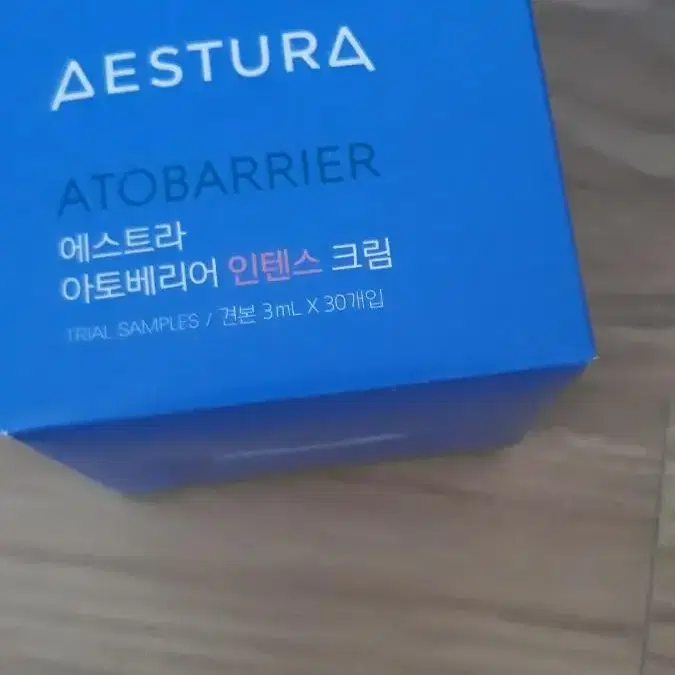 AESTURA
ATOBARRIER
에스트라
아토베리어 인텐스 크림
TRIAL SAMPLES / 견본 3mL X 30개입